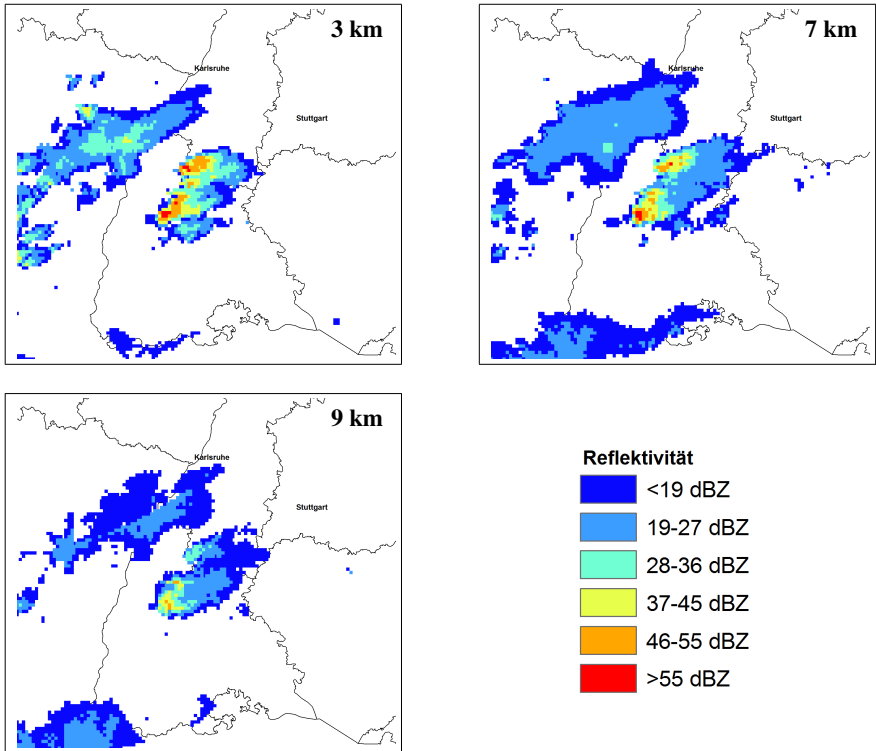 3 km
Karlsruhe
Stuttgart
7 km
Karlsruhe
Stuttgart
9 km
Karlsruhe
Stuttgart
Reflektivität
<19 dBZ
19-27 dBZ
28-36 dBZ
37-45 dBZ
46-55 dBZ
>55 dBZ